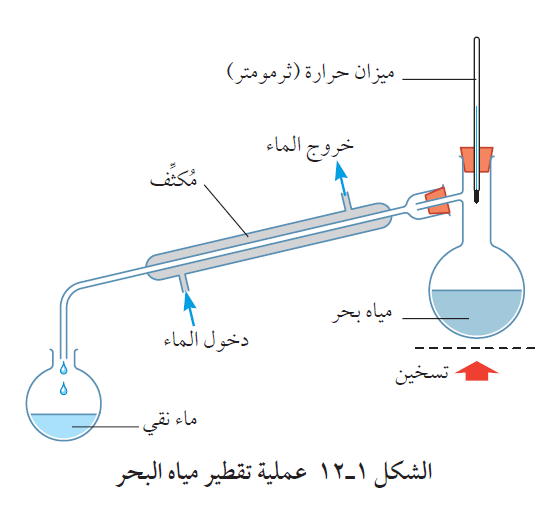 ميزان حرارة (ثرمومتر)
خروج الماء
مُكثِّف
مياه بحر
دخول الماء
تسخين
ماء نقي
الشكل ١-١٢ عملية تقطير مياه البحر